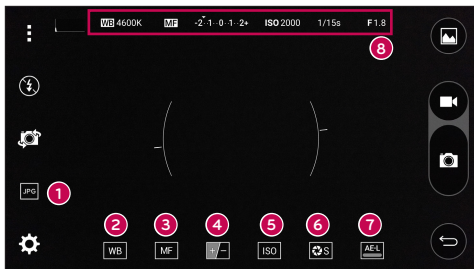 WB 4600K MF -2··1··0··1··2+ ISO 2000 1/15s F1.8
8
JPG 1
2 3 4 5 6 7
WB MF +/- ISO S AE-L